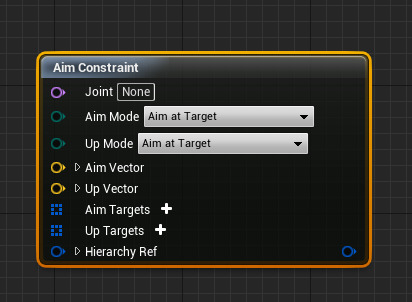 Aim Constraint
Joint None
Aim Mode Aim at Target
Up Mode Aim at Target
Aim Vector
Up Vector
Aim Targets
Up Targets
Hierarchy Ref